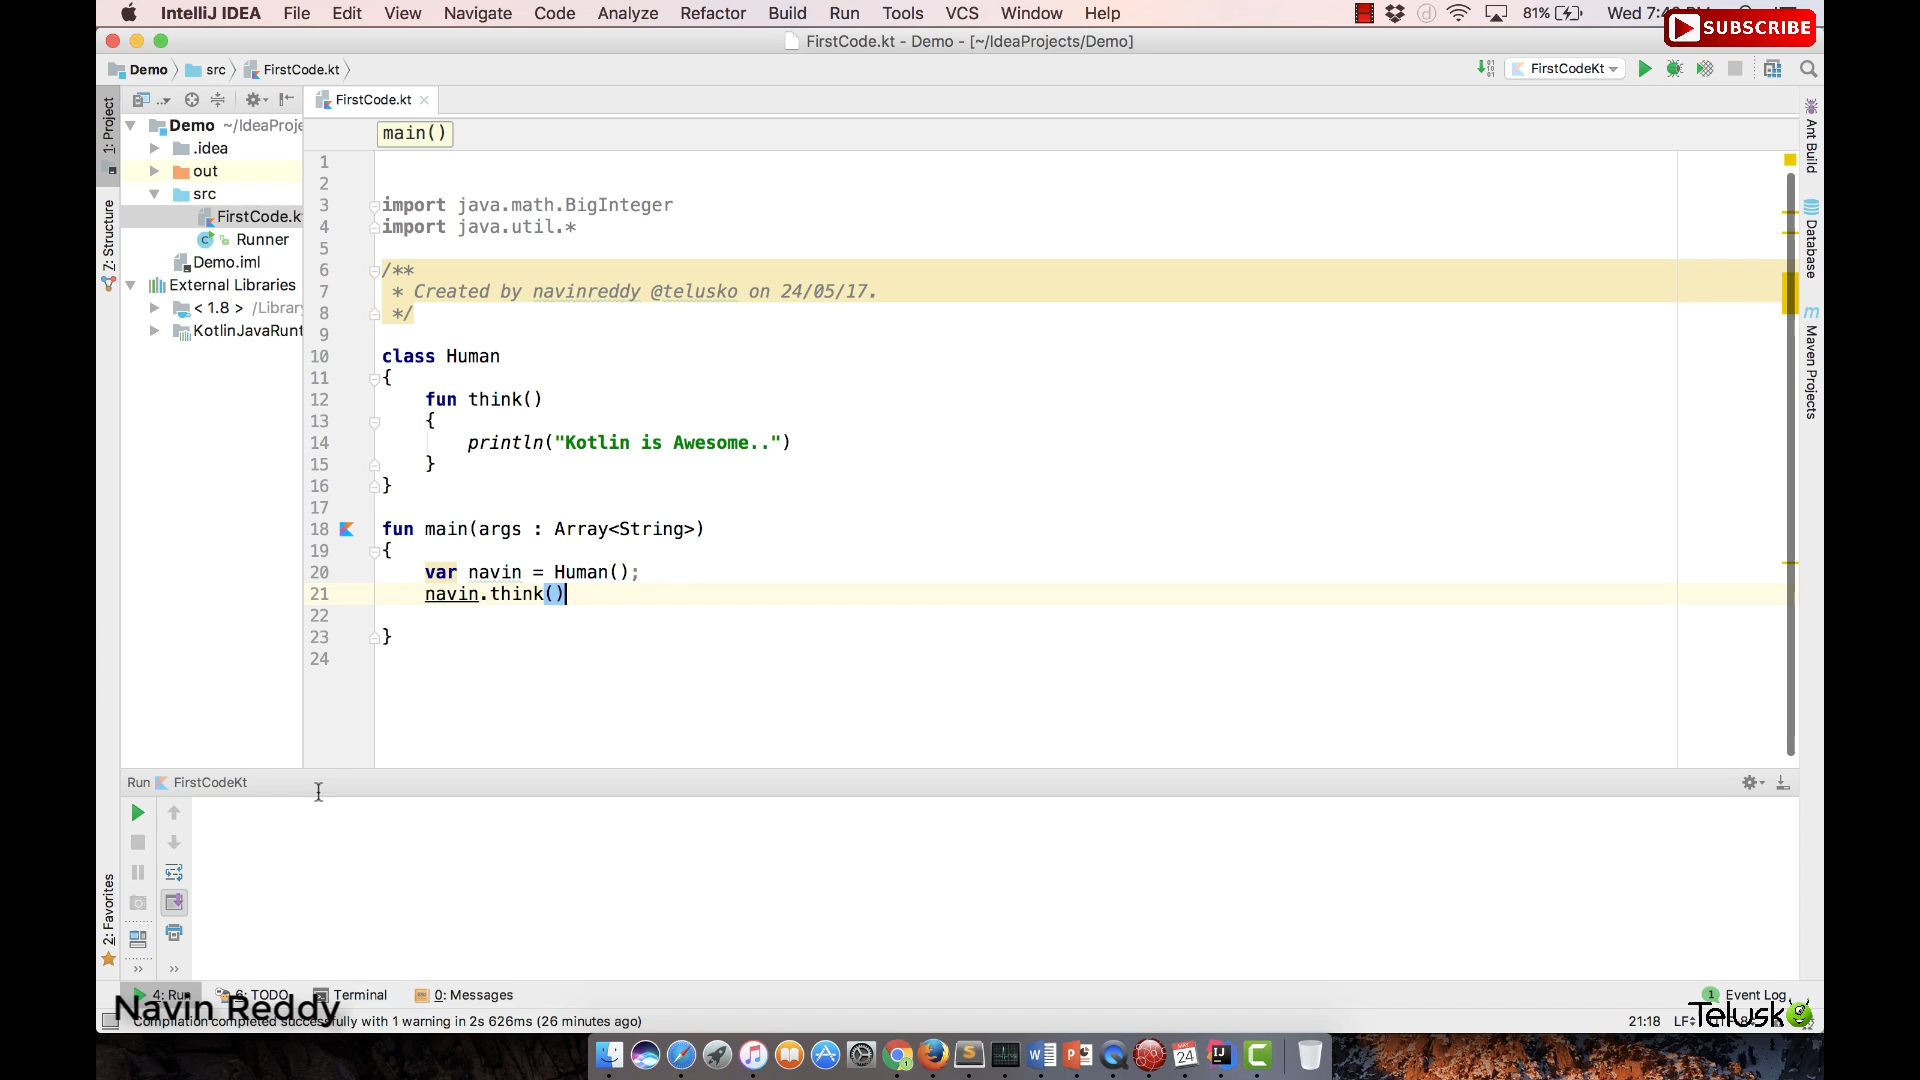 IntelliJ IDEA File Edit View Navigate Code Analyze Refactor Build Run Tools VCS Window Help 81% Wed
SUBSCRIBE
FirstCode.kt - Demo - [~/IdeaProjects/Demo]
Demo src FirstCode.kt FirstCodeKt
FirstCode.kt
main()
1: Project
Z: Structure
2: Favorites
Demo ~/IdeaProje
.idea
out
src
FirstCode.k
Runner
Demo.iml
External Libraries
< 1.8 > /Library
KotlinJavaRunt
1
2
3 import java.math.BigInteger
4 import java.util.*
5
6 /**
7 * Created by navinreddy @telusko on 24/05/17.
8 */
9
10 class Human
11 {
12 fun think()
13 {
14 println("Kotlin is Awesome..")
15 }
16 }
17
18 fun main(args : Array<String>)
19 {
20 var navin = Human();
21 navin.think()
22
23 }
24
Ant Build
Database
Maven Projects
Run FirstCodeKt
4: Run 6: TODO Terminal 0: Messages 1 Event Log
Navin Reddy
Compilation completed successfully with 1 warning in 2s 626ms (26 minutes ago) 21:18 LF
Telusko
MAY
24